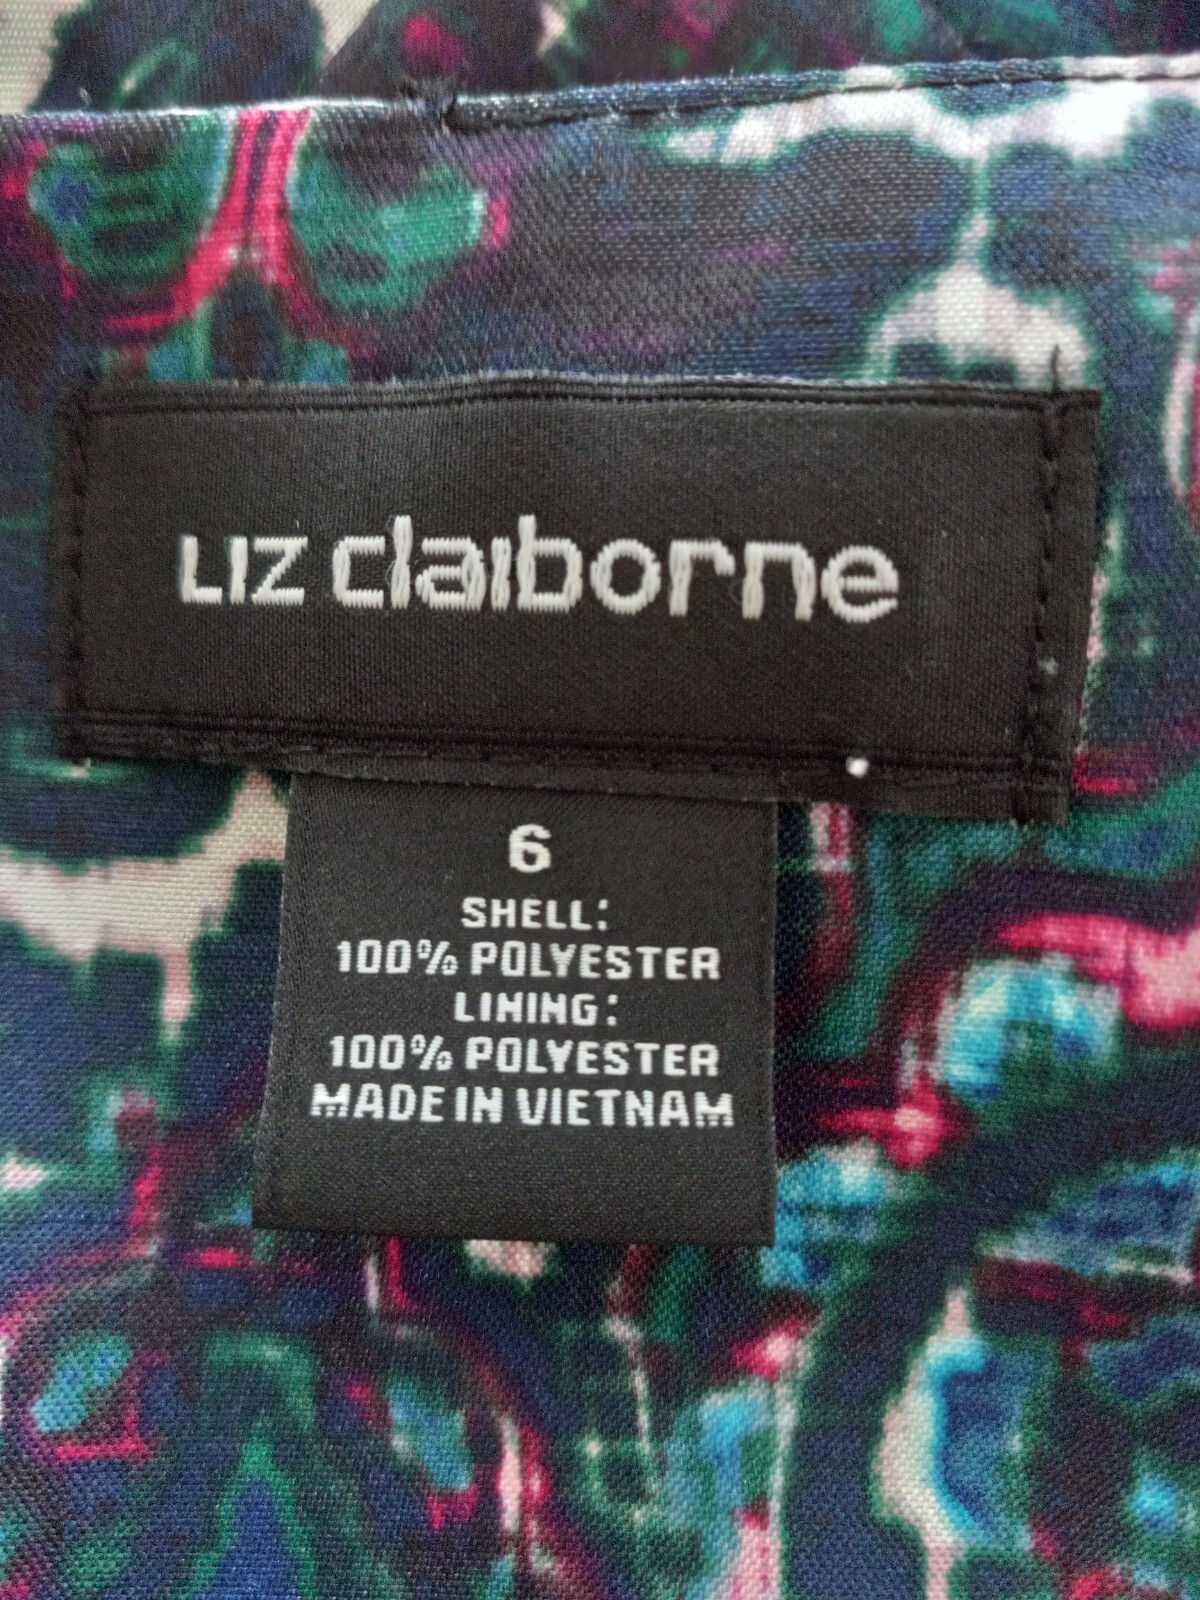 LIZ claiborne
6
SHELL:
100% POLYESTER
LINING:
100% POLYESTER
MADE IN VIETNAM